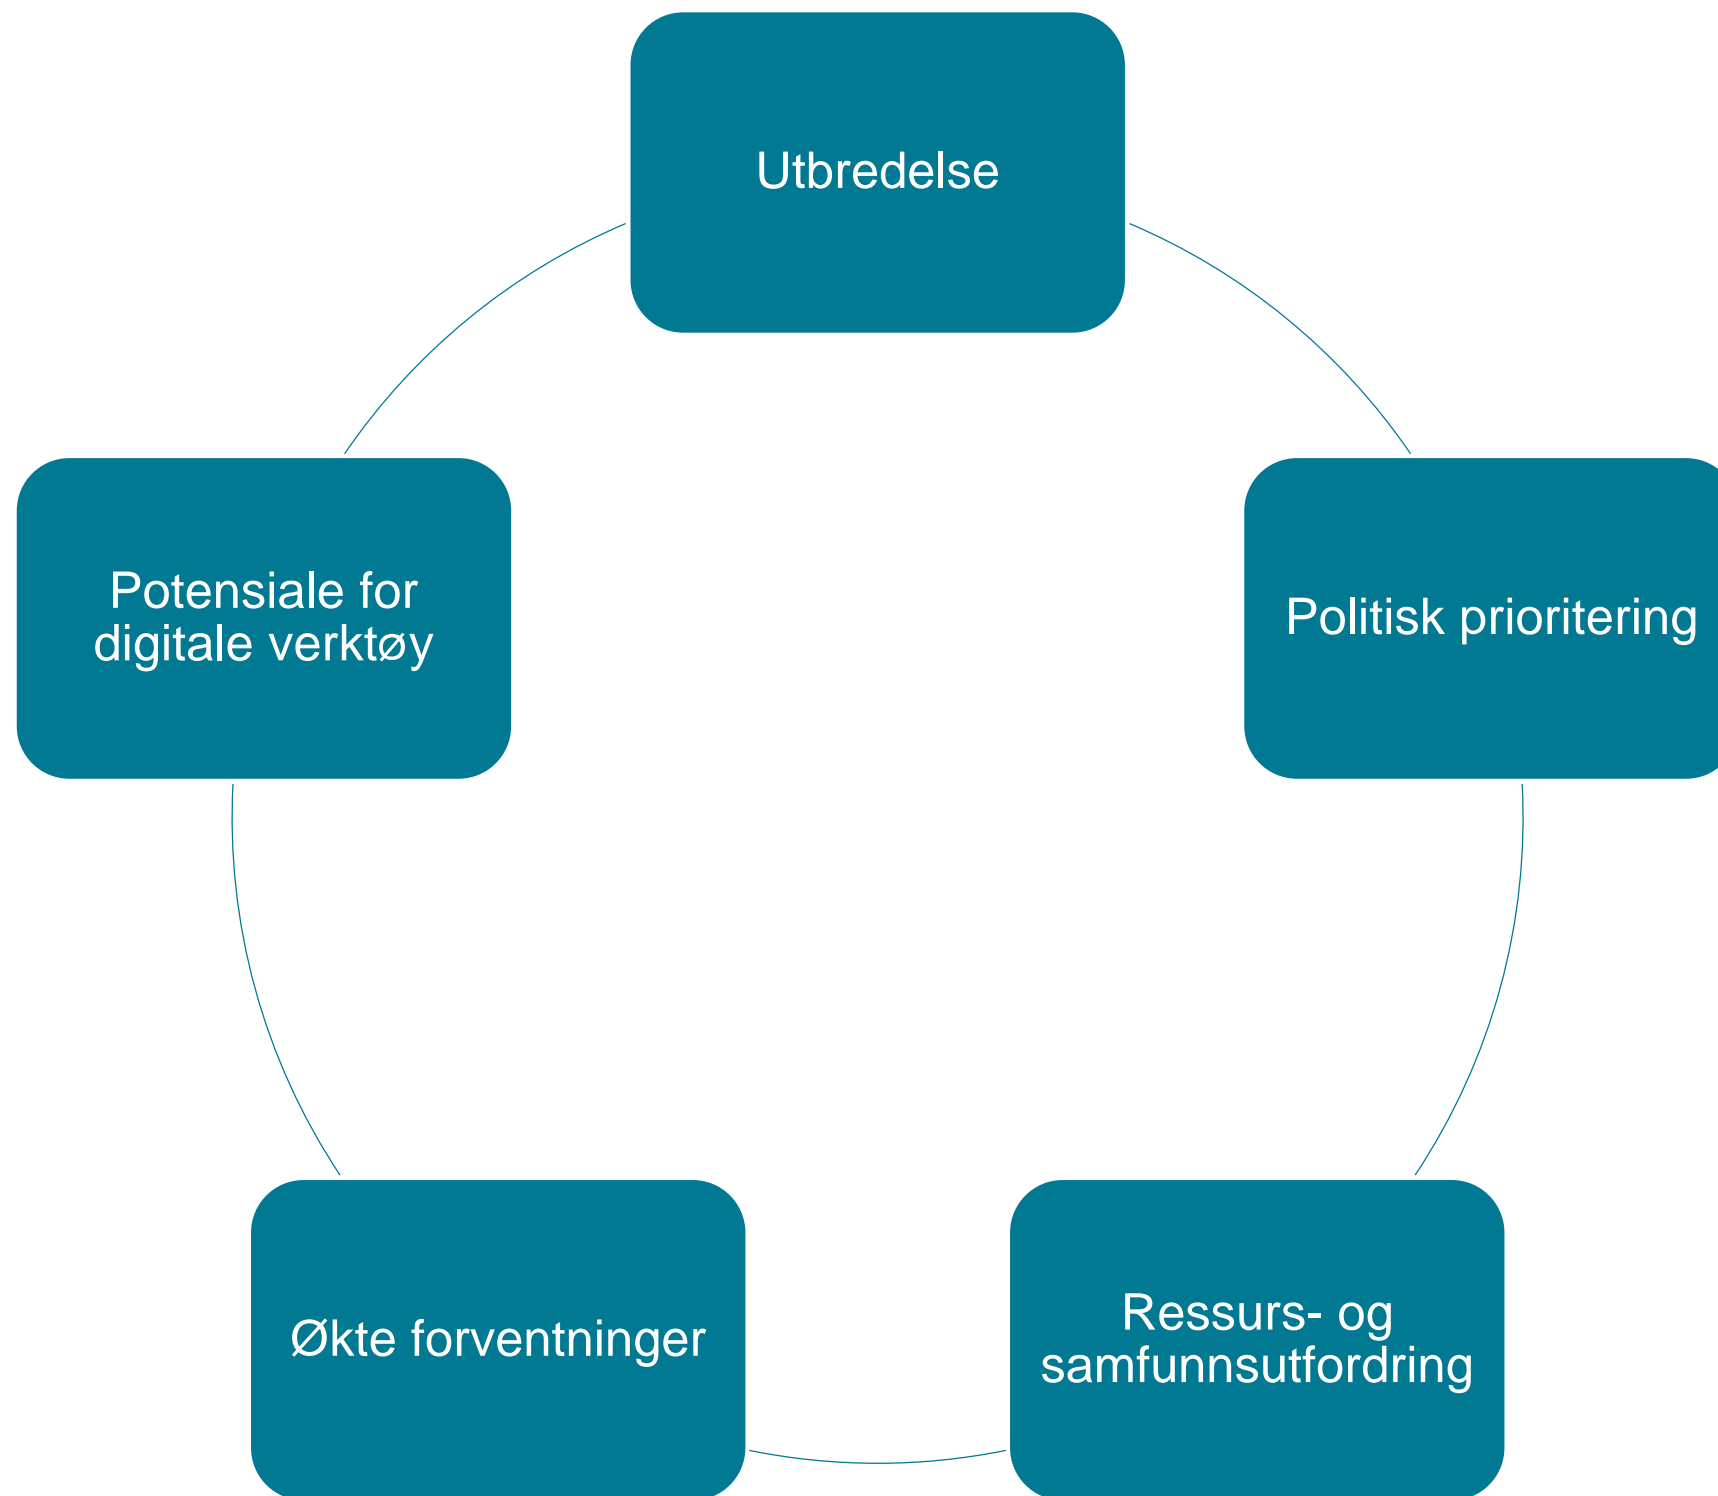 Utbredelse
Politisk prioritering
Ressurs- og
samfunnsutfordring
Økte forventninger
Potensiale for
digitale verktøy